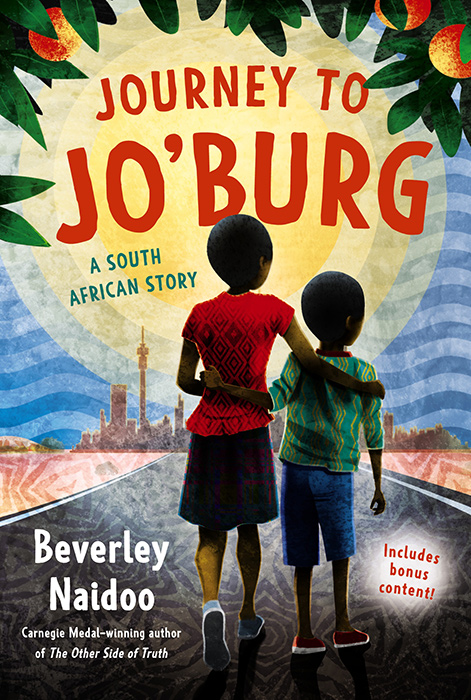 JOURNEY TO
JO'BURG
A SOUTH
AFRICAN STORY
Beverley
Naidoo
Carnegie Medal–winning author
of The Other Side of Truth
Includes
bonus
content!